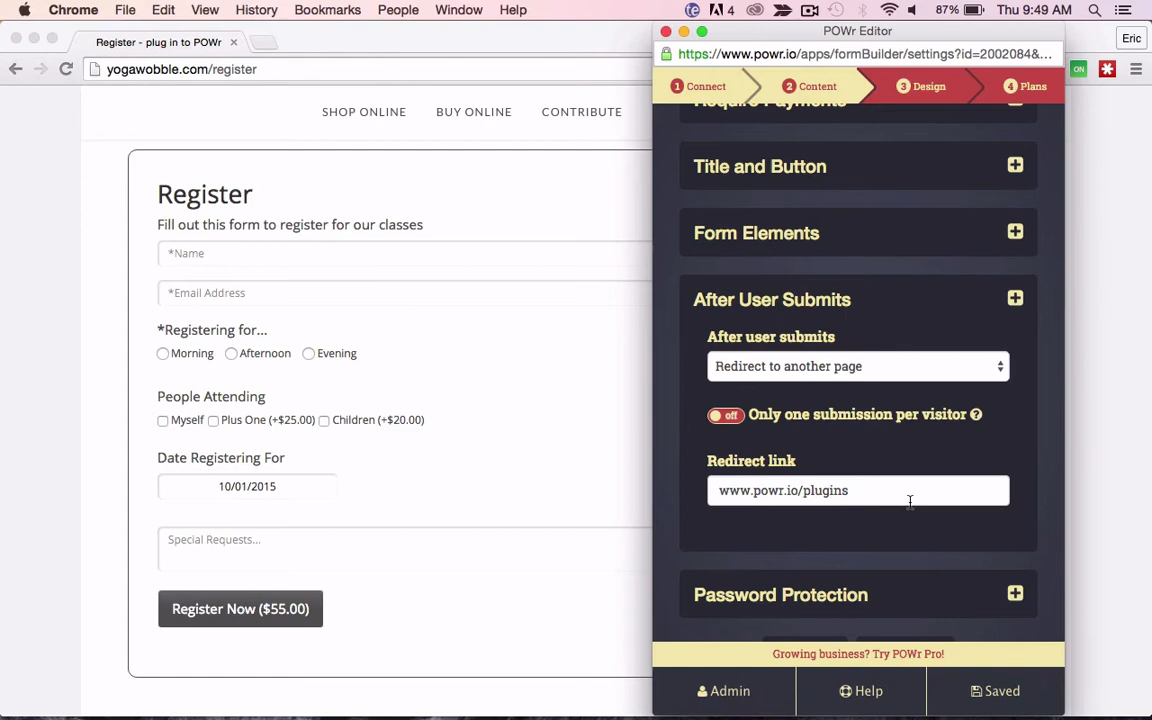 Chrome File Edit View History Bookmarks People Window Help
4 87% Thu 9:49 AM
Register - plug in to POWr
Eric
yogawobble.com/register
ON
SHOP ONLINE BUY ONLINE CONTRIBUTE
Register
Fill out this form to register for our classes
*Name
*Email Address
*Registering for...
Morning Afternoon Evening
People Attending
Myself Plus One (+$25.00) Children (+$20.00)
Date Registering For
10/01/2015
Special Requests...
Register Now ($55.00)
POWr Editor
https://www.powr.io/apps/formBuilder/settings?id=2002084&...
1 Connect 2 Content 3 Design 4 Plans
Require Payments
Title and Button
Form Elements
After User Submits
After user submits
Redirect to another page
off Only one submission per visitor ?
Redirect link
www.powr.io/plugins
Password Protection
Growing business? Try POWr Pro!
Admin Help Saved